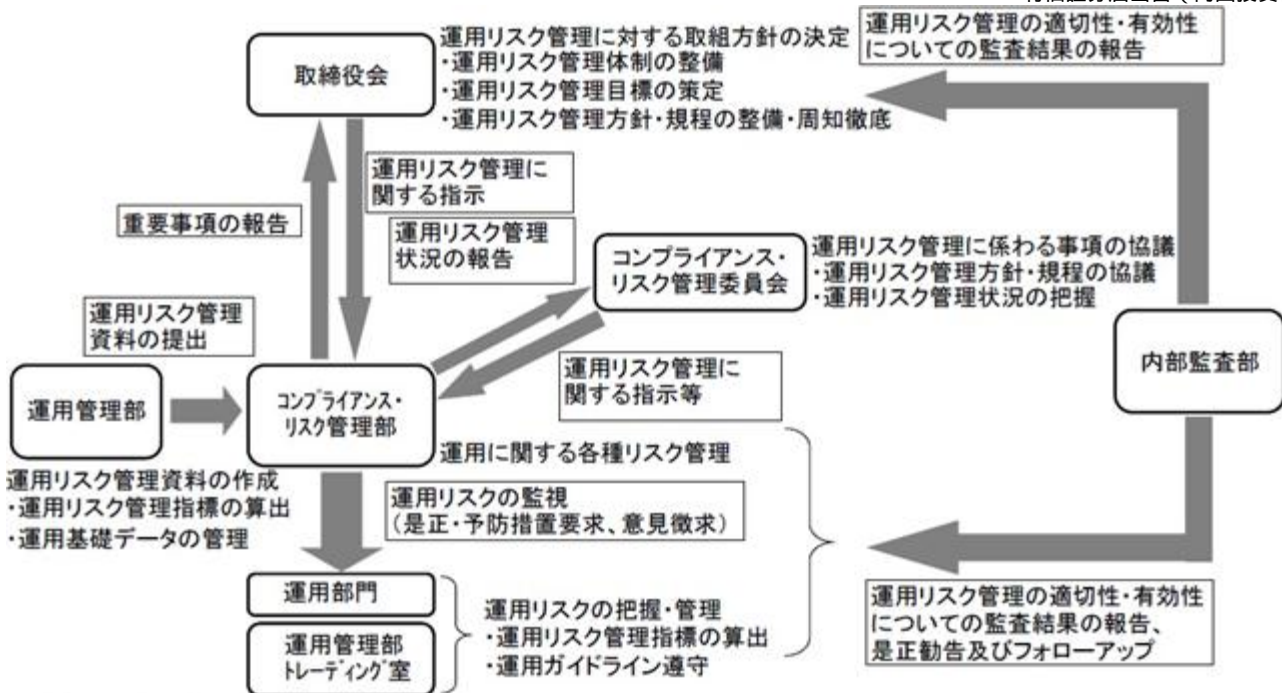 取締役会
運用リスク管理に対する取組方針の決定
・運用リスク管理体制の整備
・運用リスク管理目標の策定
・運用リスク管理方針・規程の整備・周知徹底
運用リスク管理の適切性・有効性
についての監査結果の報告
重要事項の報告
運用リスク管理に
関する指示
運用リスク管理
状況の報告
コンプライアンス・
リスク管理委員会
運用リスク管理に係わる事項の協議
・運用リスク管理方針・規程の協議
・運用リスク管理状況の把握
運用リスク管理
資料の提出
運用リスク管理に
関する指示等
内部監査部
運用管理部
コンプライアンス・
リスク管理部
運用に関する各種リスク管理
運用リスク管理資料の作成
・運用リスク管理指標の算出
・運用基礎データの管理
運用リスクの監視
(是正・予防措置要求、意見徴求)
運用部門
運用管理部
トレーディング室
運用リスクの把握・管理
・運用リスク管理指標の算出
・運用ガイドライン遵守
運用リスク管理の適切性・有効性
についての監査結果の報告、
是正勧告及びフォローアップ